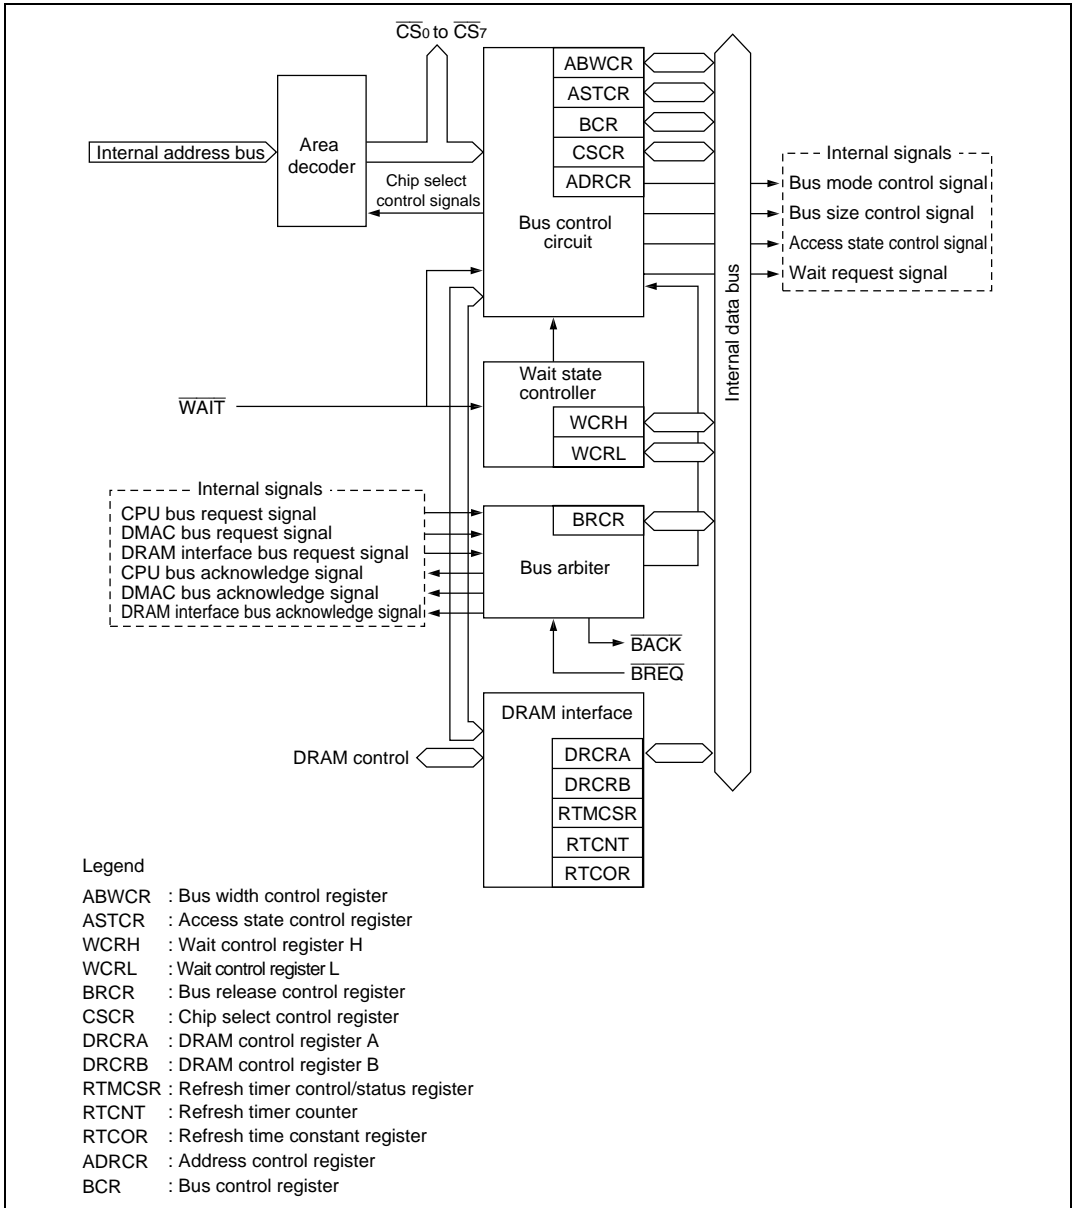 CS0 to CS7
ABWCR
ASTCR
BCR
CSCR
ADRCR
Bus control
circuit
Internal address bus
Area
decoder
Chip select
control signals
Internal signals
Bus mode control signal
Bus size control signal
Access state control signal
Wait request signal
Internal data bus
WAIT
Wait state
controller
WCRH
WCRL
Internal signals
CPU bus request signal
DMAC bus request signal
DRAM interface bus request signal
CPU bus acknowledge signal
DMAC bus acknowledge signal
DRAM interface bus acknowledge signal
BRCR
Bus arbiter
BACK
BREQ
DRAM interface
DRAM control
DRCRA
DRCRB
RTMCSR
RTCNT
RTCOR
Legend
ABWCR : Bus width control register
ASTCR : Access state control register
WCRH : Wait control register H
WCRL : Wait control register L
BRCR : Bus release control register
CSCR : Chip select control register
DRCRA : DRAM control register A
DRCRB : DRAM control register B
RTMCSR : Refresh timer control/status register
RTCNT : Refresh timer counter
RTCOR : Refresh time constant register
ADRCR : Address control register
BCR : Bus control register